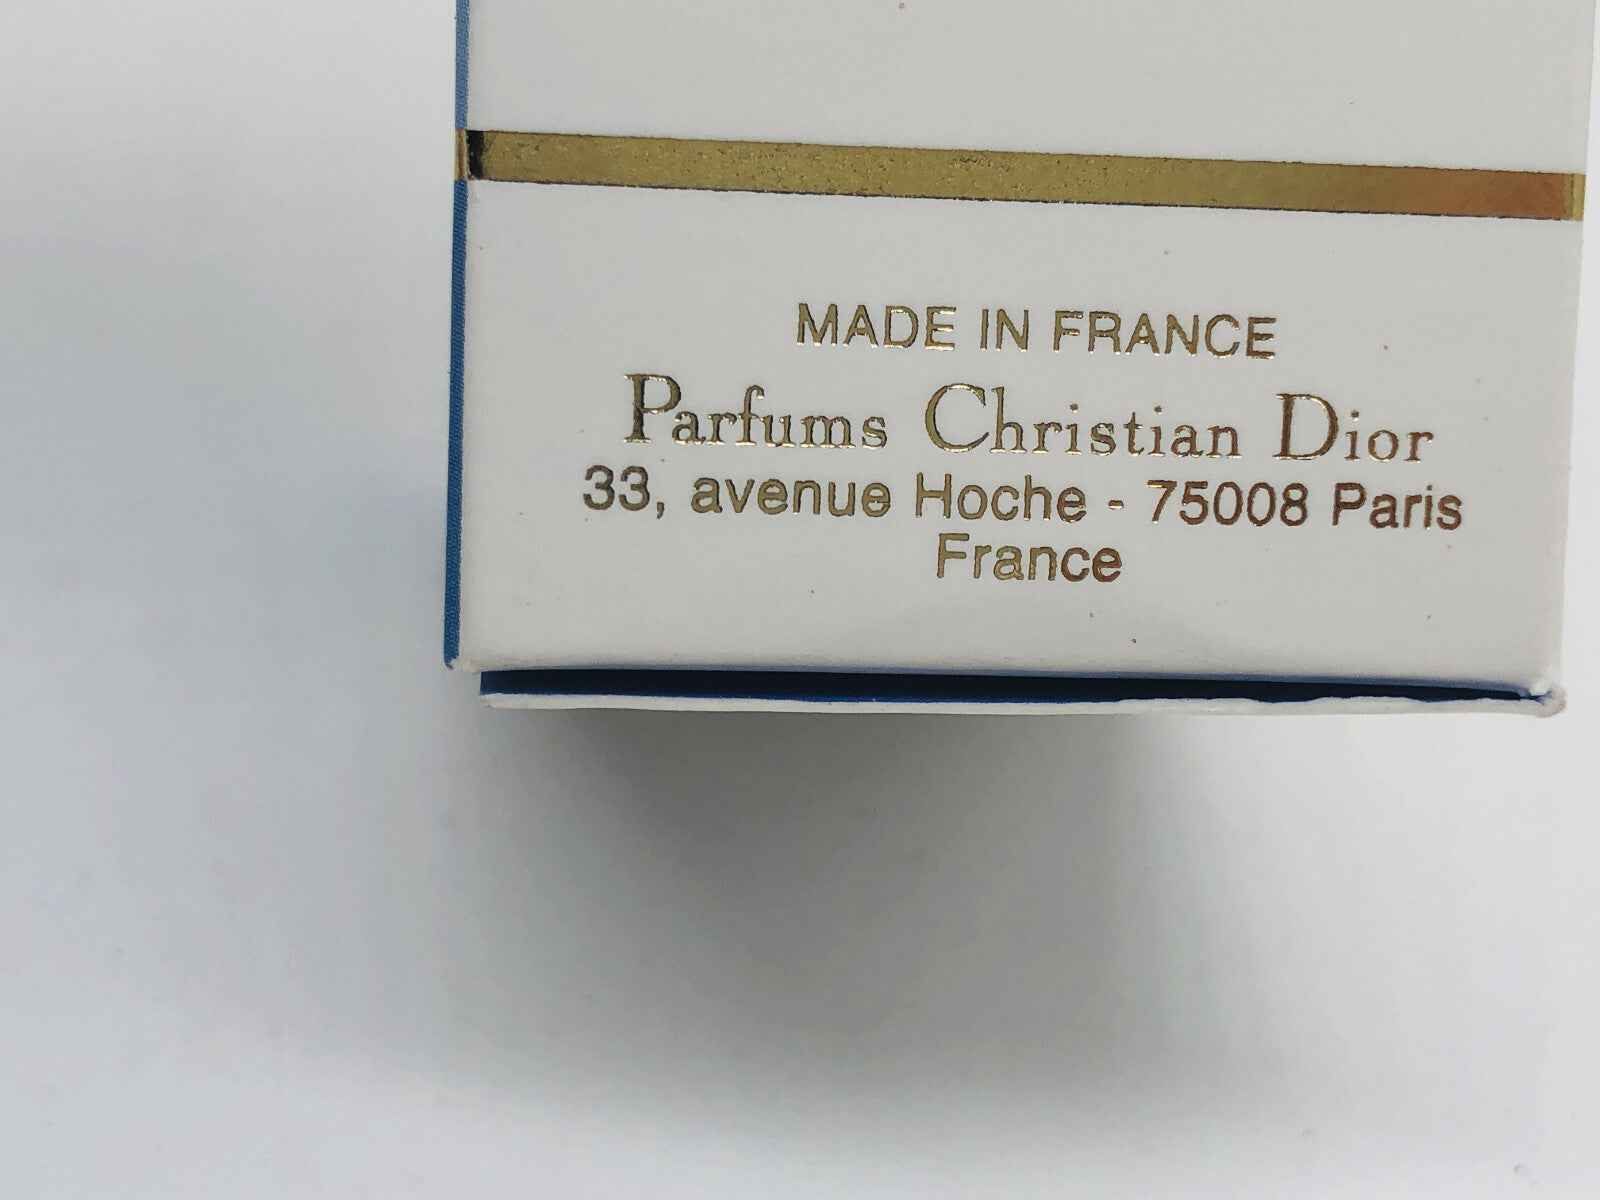 MADE IN FRANCE
Parfums Christian Dior
33, avenue Hoche - 75008 Paris
France